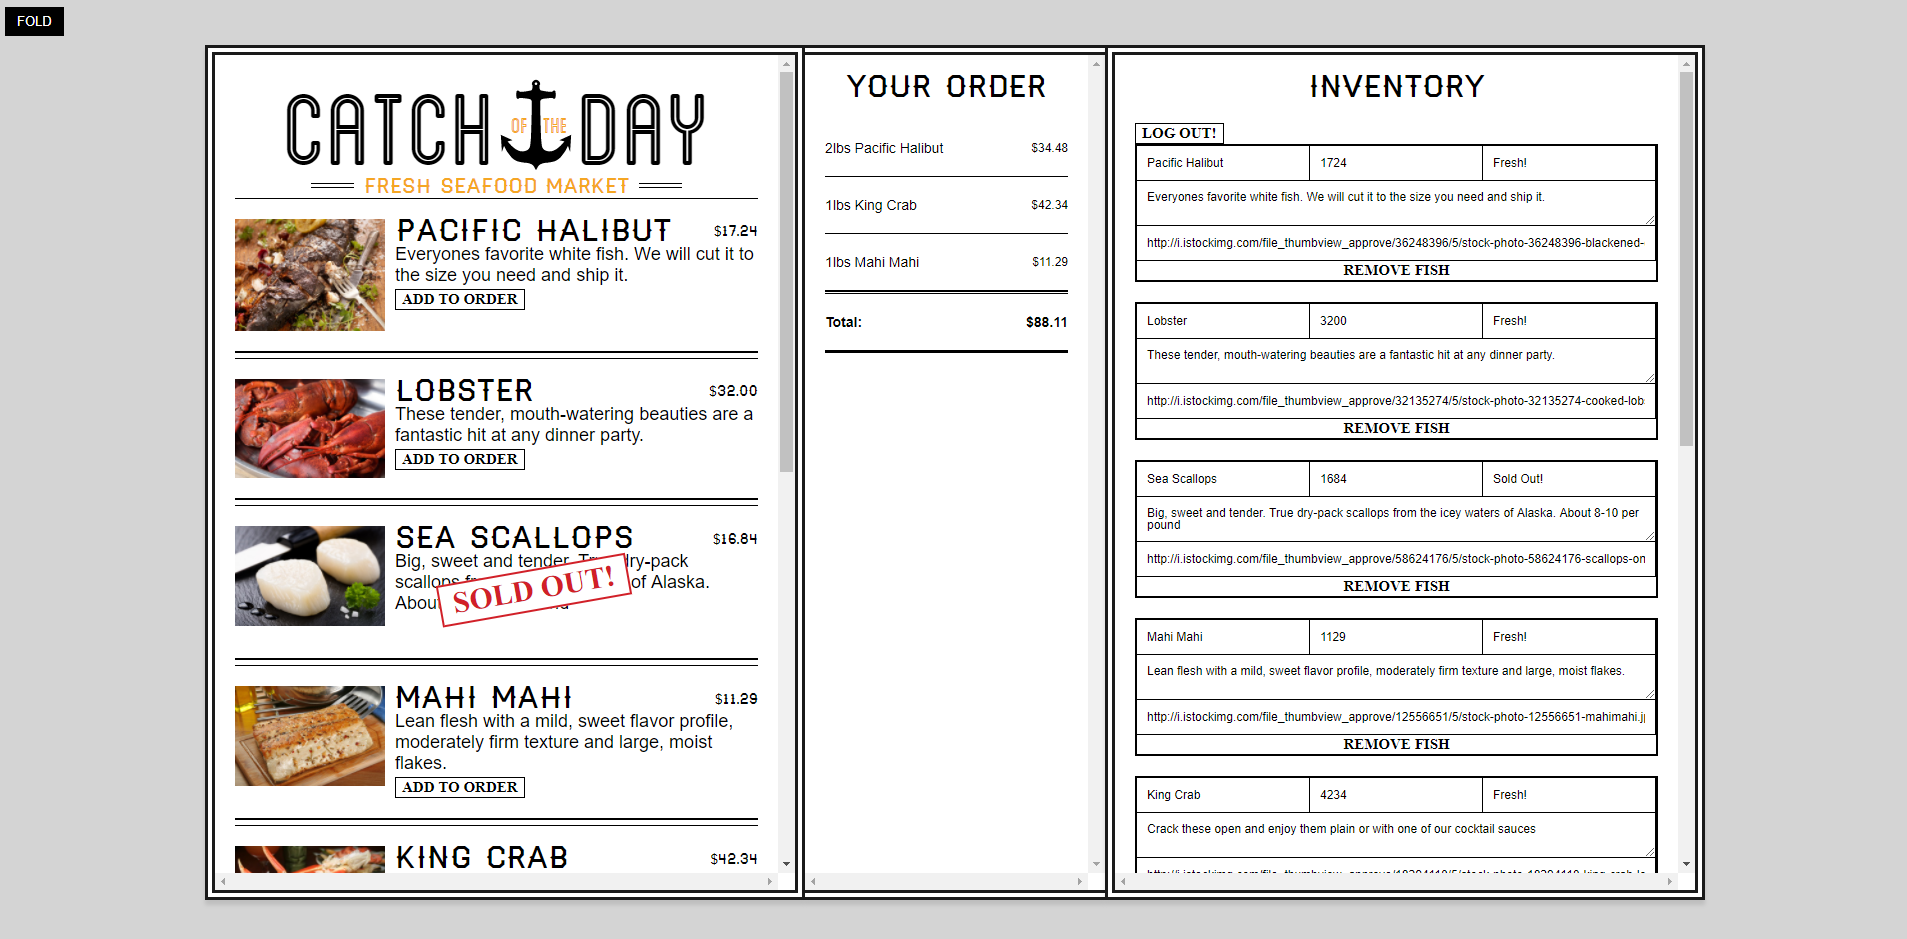 FOLD
CATCH OF THE DAY
FRESH SEAFOOD MARKET
PACIFIC HALIBUT
$17.24
Everyones favorite white fish. We will cut it to
the size you need and ship it.
ADD TO ORDER
LOBSTER
$32.00
These tender, mouth-watering beauties are a
fantastic hit at any dinner party.
ADD TO ORDER
SEA SCALLOPS
$16.84
Big, sweet and tender. True dry-pack
scallops of Alaska.
About
SOLD OUT!
MAHI MAHI
$11.29
Lean flesh with a mild, sweet flavor profile,
moderately firm texture and large, moist
flakes.
ADD TO ORDER
KING CRAB
$42.34
YOUR ORDER
2lbs Pacific Halibut $34.48
1lbs King Crab $42.34
1lbs Mahi Mahi $11.29
Total: $88.11
INVENTORY
LOG OUT!
Pacific Halibut 1724 Fresh!
Everyones favorite white fish. We will cut it to the size you need and ship it.
http://i.istockimg.com/file_thumbview_approve/36248396/5/stock-photo-36248396-blackened-
REMOVE FISH
Lobster 3200 Fresh!
These tender, mouth-watering beauties are a fantastic hit at any dinner party.
http://i.istockimg.com/file_thumbview_approve/32135274/5/stock-photo-32135274-cooked-lob
REMOVE FISH
Sea Scallops 1684 Sold Out!
Big, sweet and tender. True dry-pack scallops from the icey waters of Alaska. About 8-10 per
pound
http://i.istockimg.com/file_thumbview_approve/58624176/5/stock-photo-58624176-scallops-on
REMOVE FISH
Mahi Mahi 1129 Fresh!
Lean flesh with a mild, sweet flavor profile, moderately firm texture and large, moist flakes.
http://i.istockimg.com/file_thumbview_approve/12556651/5/stock-photo-12556651-mahimahi.j
REMOVE FISH
King Crab 4234 Fresh!
Crack these open and enjoy them plain or with one of our cocktail sauces